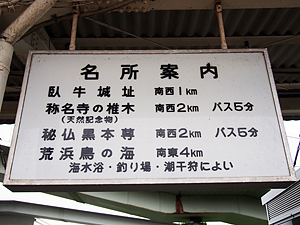 名所案内
臥牛城址 南西1km
称名寺の椎木 南西2km バス5分
(天然記念物)
秘仏黒本尊 南西2km バス5分
荒浜鳥の海 南東4km
海水浴・釣り場・潮干狩によい